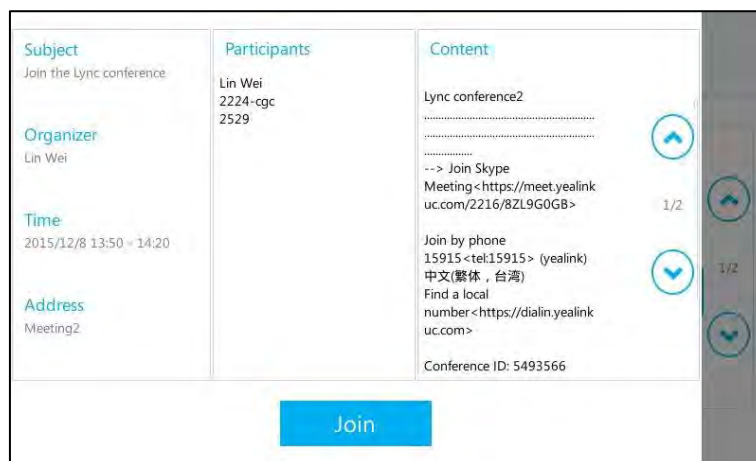 Subject
Join the Lync conference
Organizer
Lin Wei
Time
2015/12/8 13:50 - 14:20
Address
Meeting2
Participants
Lin Wei
2224-cgc
2529
Content
Lync conference2
............................................................
............................................................
.................
--> Join Skype
Meeting<https://meet.yealink
uc.com/2216/8ZL9G0GB>
Join by phone
15915<tel:15915> (yealink)
中文(繁体，台湾)
Find a local
number<https://dialin.yealink
uc.com>
Conference ID: 5493566
1/2
1/2
Join